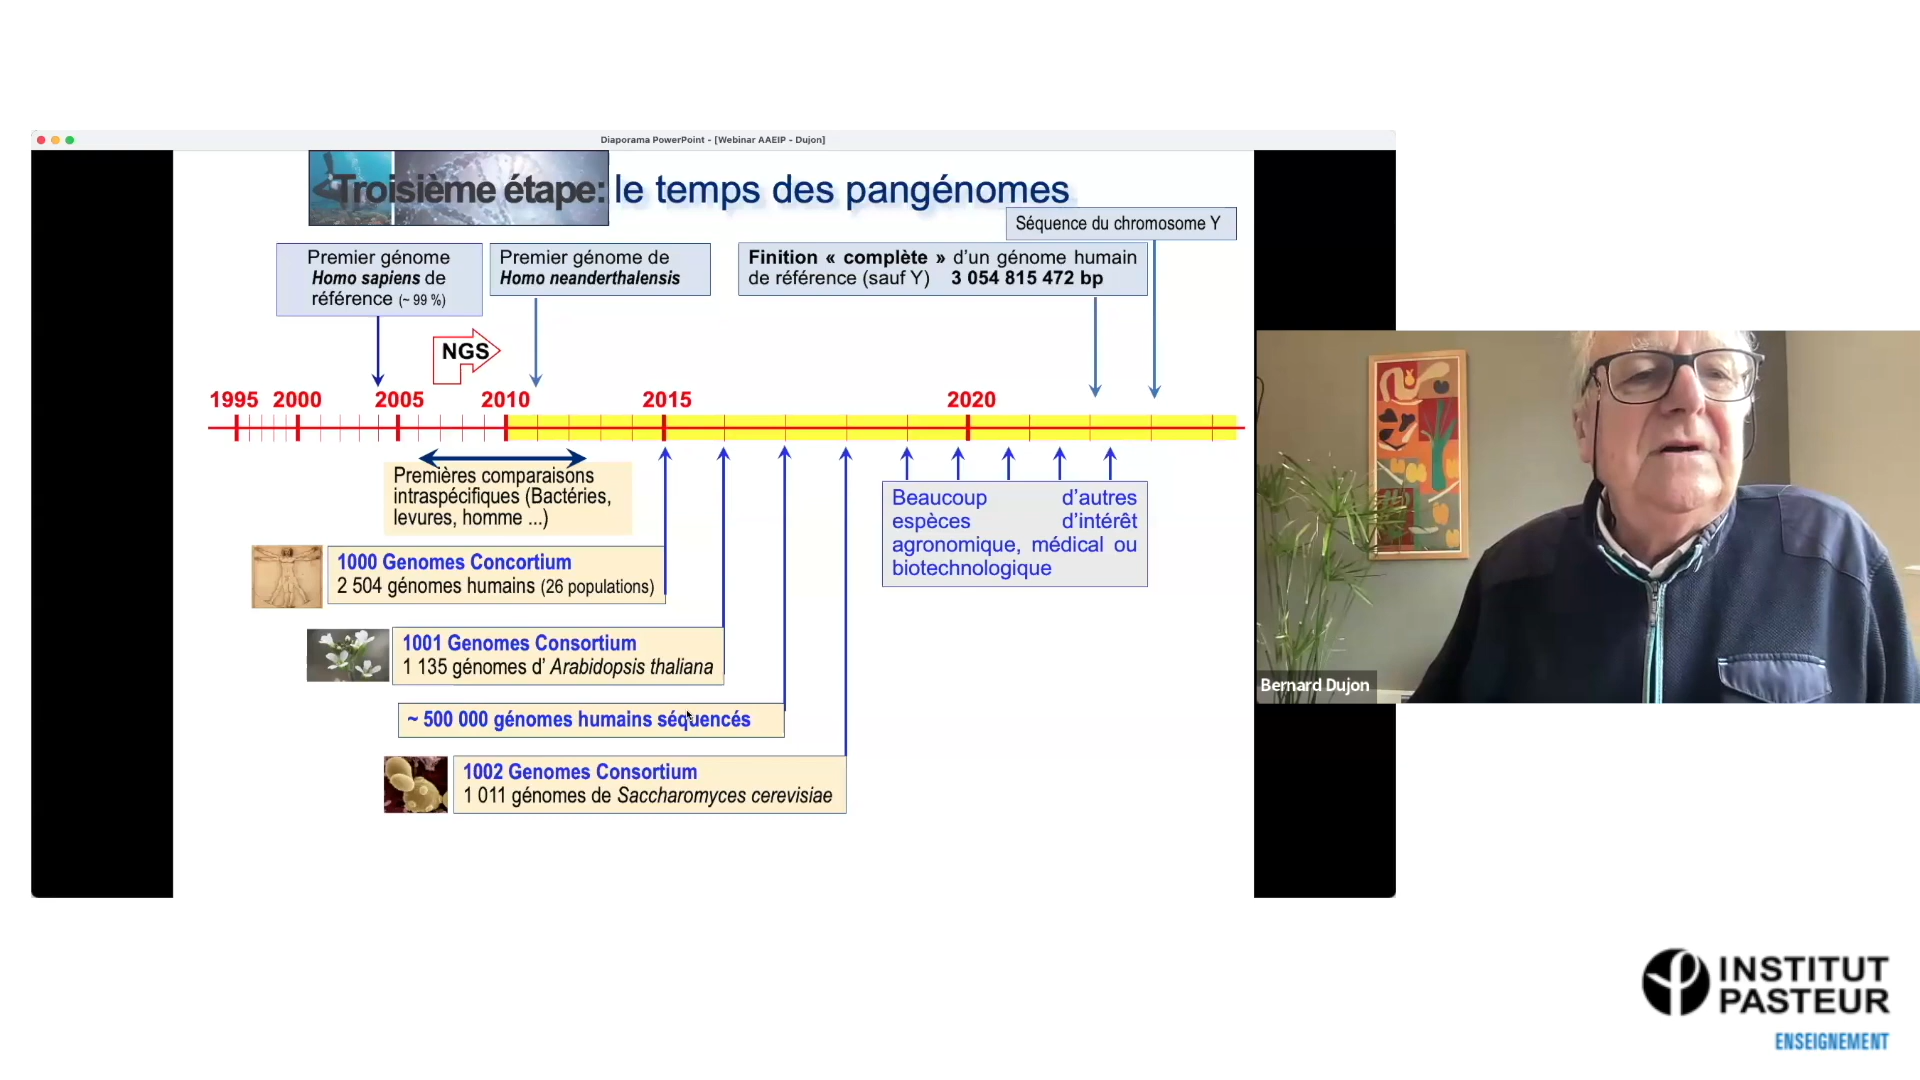 Diaporama PowerPoint - [Webinar AAEIP - Dujon]
<Troisième étape: le temps des pangénomes
Séquence du chromosome Y
Premier génome
Homo sapiens de
référence (~ 99 %)
Premier génome de
Homo neanderthalensis
Finition « complète » d'un génome humain
de référence (sauf Y) 3 054 815 472 bp
NGS
1995 2000 2005 2010 2015 2020
Premières comparaisons
intraspécifiques (Bactéries,
levures, homme ...)
Beaucoup d'autres
espèces d'intérêt
agronomique, médical ou
biotechnologique
1000 Genomes Concortium
2 504 génomes humains (26 populations)
1001 Genomes Consortium
1 135 génomes d' Arabidopsis thaliana
~ 500 000 génomes humains séquencés
1002 Genomes Consortium
1 011 génomes de Saccharomyces cerevisiae
Bernard Dujon
INSTITUT
PASTEUR
ENSEIGNEMENT